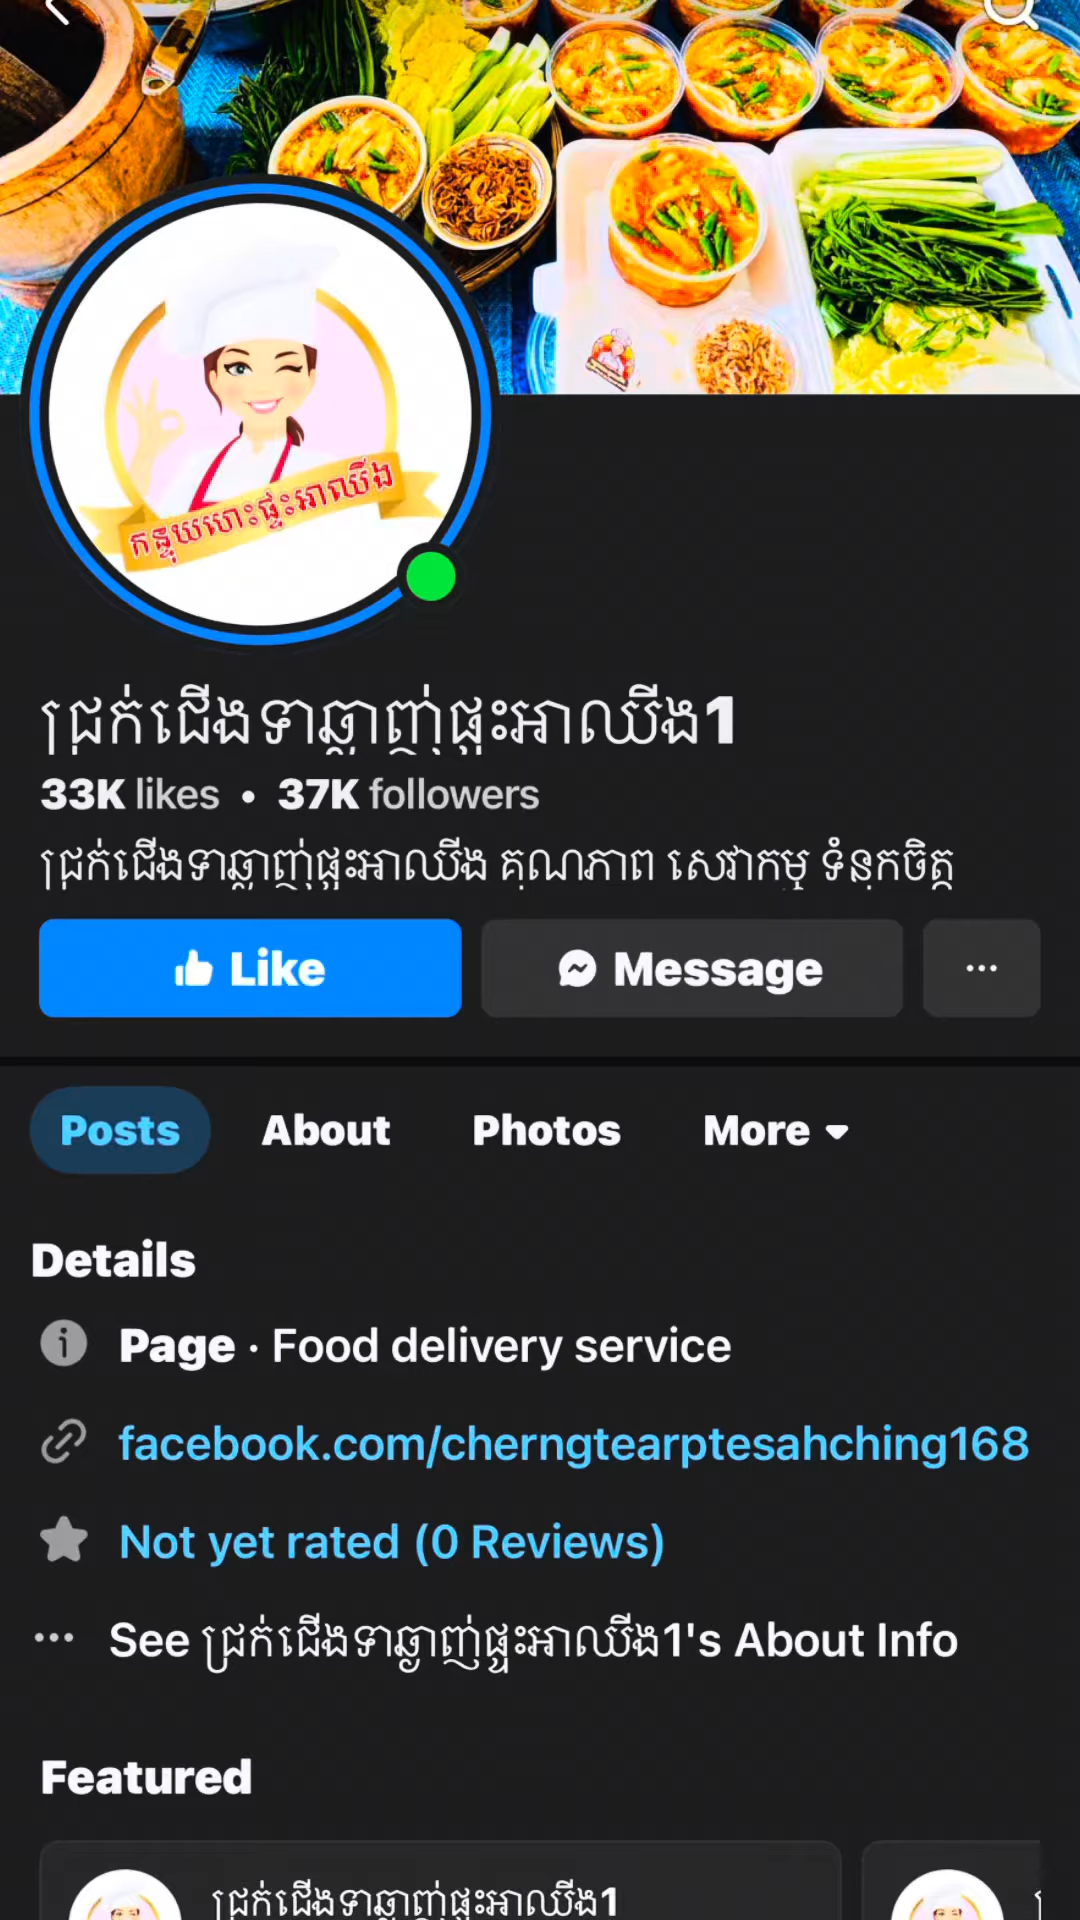 កន្ទុយហេះផ្ទះអាឈីង
ជ្រក់ជើងទាឆ្ងាញ់ផ្ទះអាឈីង1
33K likes • 37K followers
ជ្រក់ជើងទាឆ្ងាញ់ផ្ទះអាឈីង គុណភាព សេវាកម្ម ទំនុកចិត្ត
Like
Message
Posts About Photos More
Details
Page · Food delivery service
facebook.com/cherngtearptesahching168
Not yet rated (0 Reviews)
See ជ្រក់ជើងទាឆ្ងាញ់ផ្ទះអាឈីង1's About Info
Featured
ជ្រក់ជើងទាឆ្ងាញ់ផ្ទះអាឈីង1